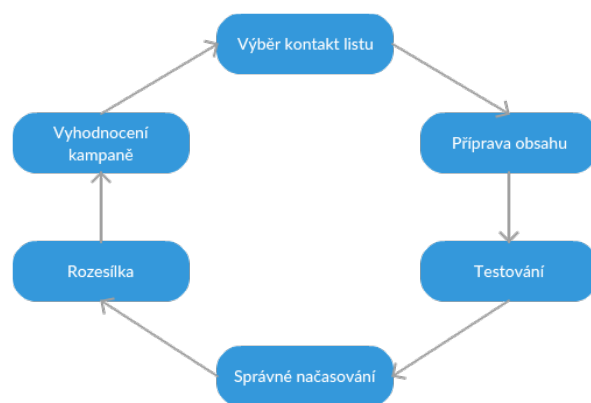 Výběr kontakt listu
Vyhodnocení
kampaně
Příprava obsahu
Rozesílka
Testování
Správné načasování